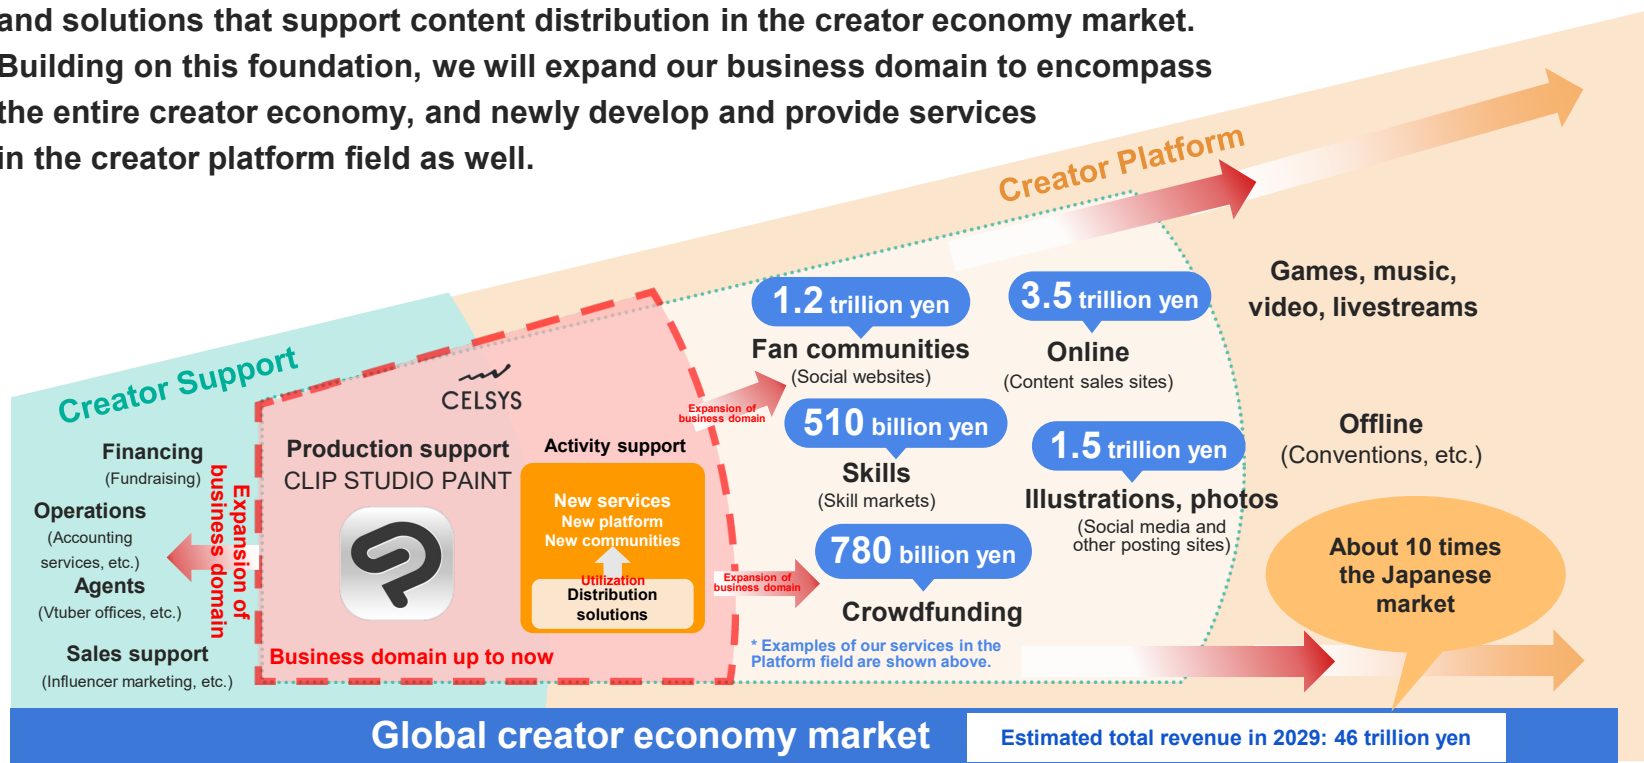 and solutions that support content distribution in the creator economy market.
Building on this foundation, we will expand our business domain to encompass
the entire creator economy, and newly develop and provide services
in the creator platform field as well.
Creator Platform
Creator Support
Games, music,
video, livestreams
1.2 trillion yen
Fan communities
(Social websites)
3.5 trillion yen
Online
(Content sales sites)
CELSYS
Expansion of
business domain
510 billion yen
Skills
(Skill markets)
1.5 trillion yen
Illustrations, photos
(Social media and
other posting sites)
Offline
(Conventions, etc.)
Financing
(Fundraising)
Operations
(Accounting
services, etc.)
Agents
(Vtuber offices, etc.)
Sales support
(Influencer marketing, etc.)
Expansion of
business domain
Production support
CLIP STUDIO PAINT
Activity support
New services
New platform
New communities
Utilization
Distribution
solutions
Expansion of
business domain
780 billion yen
Crowdfunding
About 10 times
the Japanese
market
Business domain up to now
* Examples of our services in the
Platform field are shown above.
Global creator economy market
Estimated total revenue in 2029: 46 trillion yen